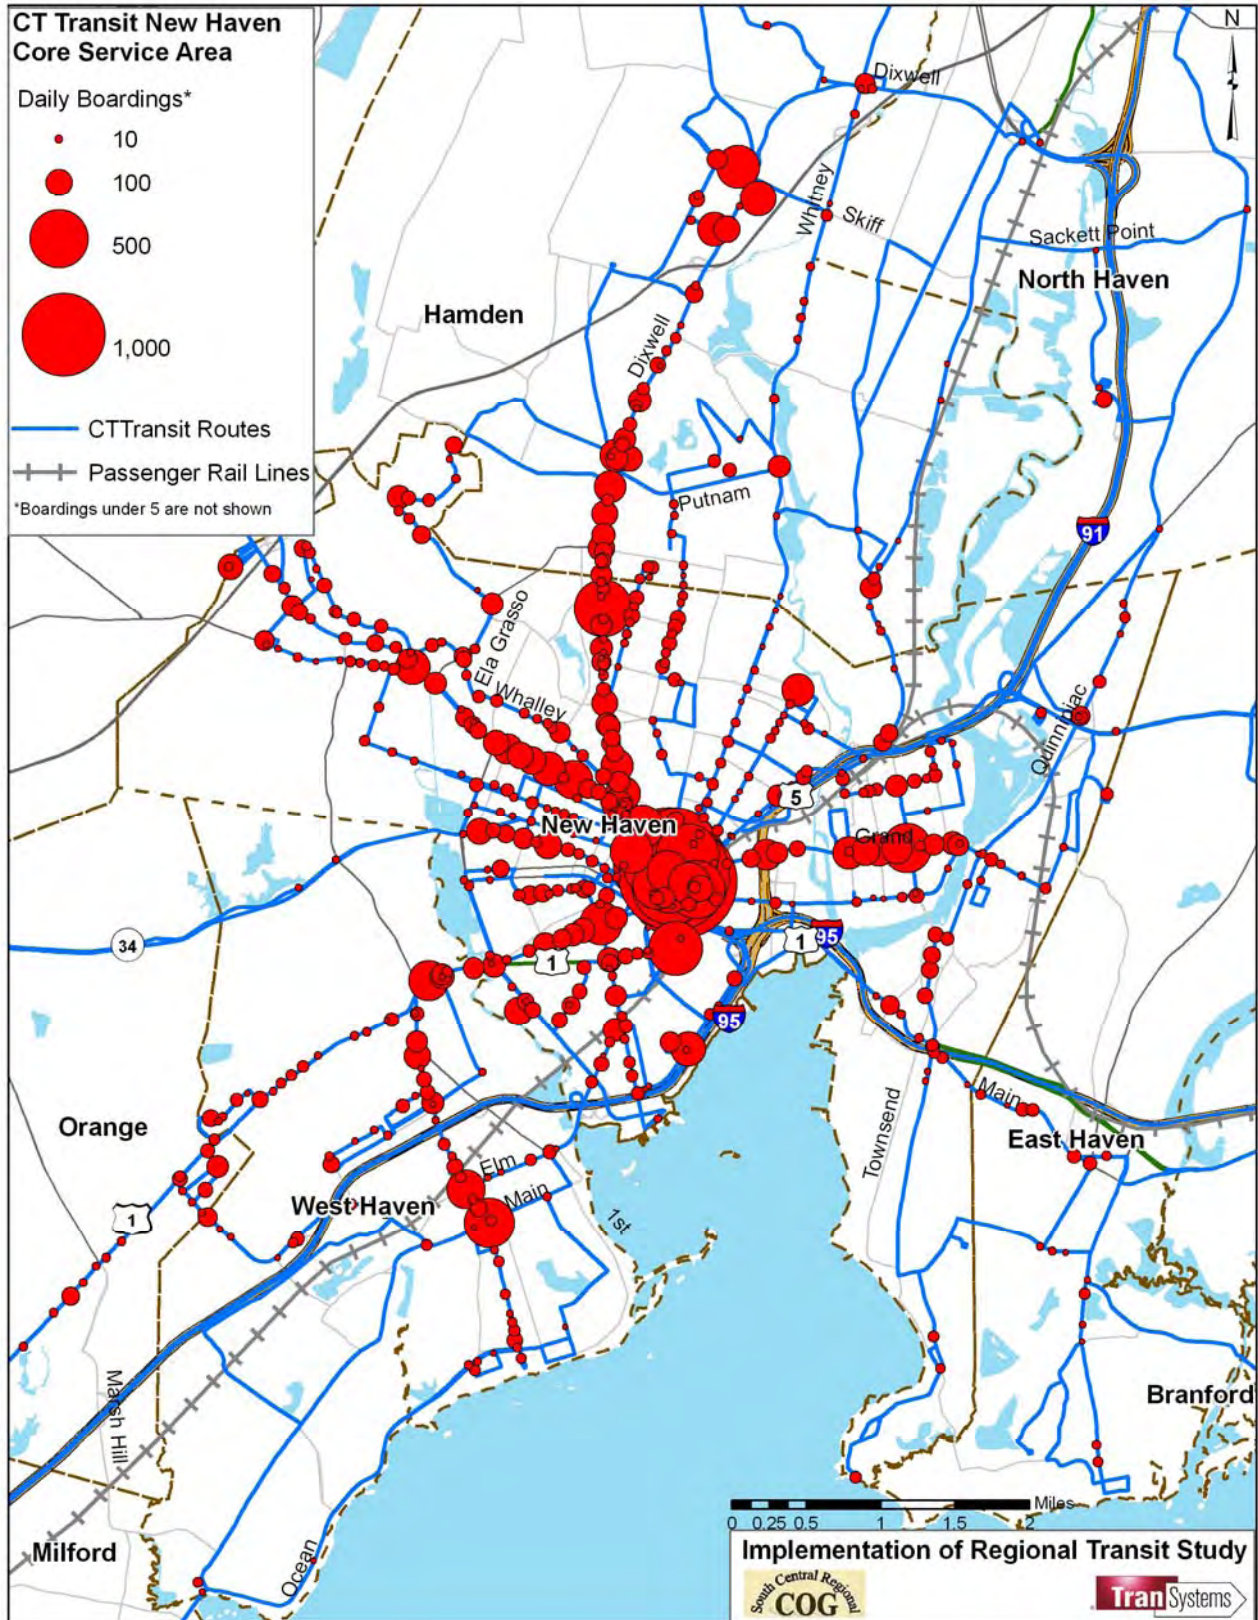 CT Transit New Haven
Core Service Area
Daily Boardings*
10
100
500
1,000
CTTransit Routes
Passenger Rail Lines
*Boardings under 5 are not shown
N
Dixwell
Whitney
Skiff
Sackett Point
North Haven
Hamden
Dixwell
Putnam
91
Ella Grasso
Whalley
Quinniniac
5
New Haven
Grand
34
1
1
95
95
Orange
Townsend
Main
East Haven
Elm
West Haven
Main
1
1st
Marsh Hill
Branford
Miles
0 0.25 0.5 1 1.5 2
Milford
Ocean
Implementation of Regional Transit Study
South Central Regional
COG
TranSystems